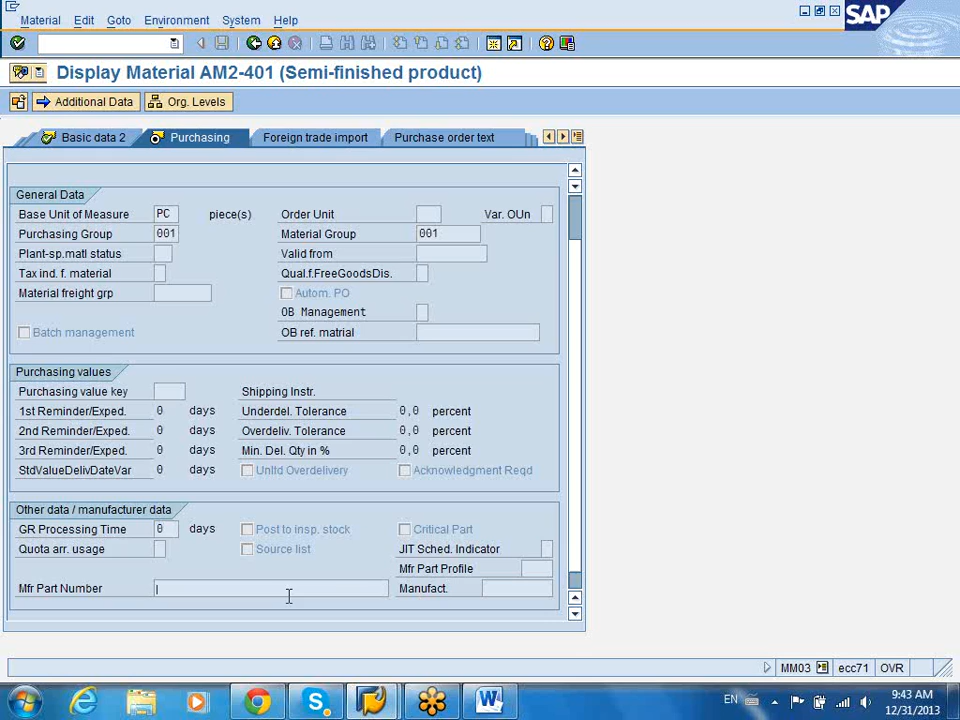 Material Edit Goto Environment System Help
SAP
Display Material AM2-401 (Semi-finished product)
Additional Data Org. Levels
Basic data 2 Purchasing Foreign trade import Purchase order text
General Data
Base Unit of Measure PC piece(s) Order Unit Var. OUn
Purchasing Group 001 Material Group 001
Plant-sp.matl status Valid from
Tax ind. f. material Qual.f.FreeGoodsDis.
Material freight grp Autom. PO
OB Management
Batch management OB ref. matrial
Purchasing values
Purchasing value key Shipping Instr.
1st Reminder/Exped. 0 days Underdel. Tolerance 0,0 percent
2nd Reminder/Exped. 0 days Overdeliv. Tolerance 0,0 percent
3rd Reminder/Exped. 0 days Min. Del. Qty in % 0,0 percent
StdValueDelivDateVar 0 days Unltd Overdelivery Acknowledgment Reqd
Other data / manufacturer data
GR Processing Time 0 days Post to insp. stock Critical Part
Quota arr. usage Source list JIT Sched. Indicator
Mfr Part Profile
Mfr Part Number Manufact.
MM03 ecc71 OVR
EN 9:43 AM
12/31/2013